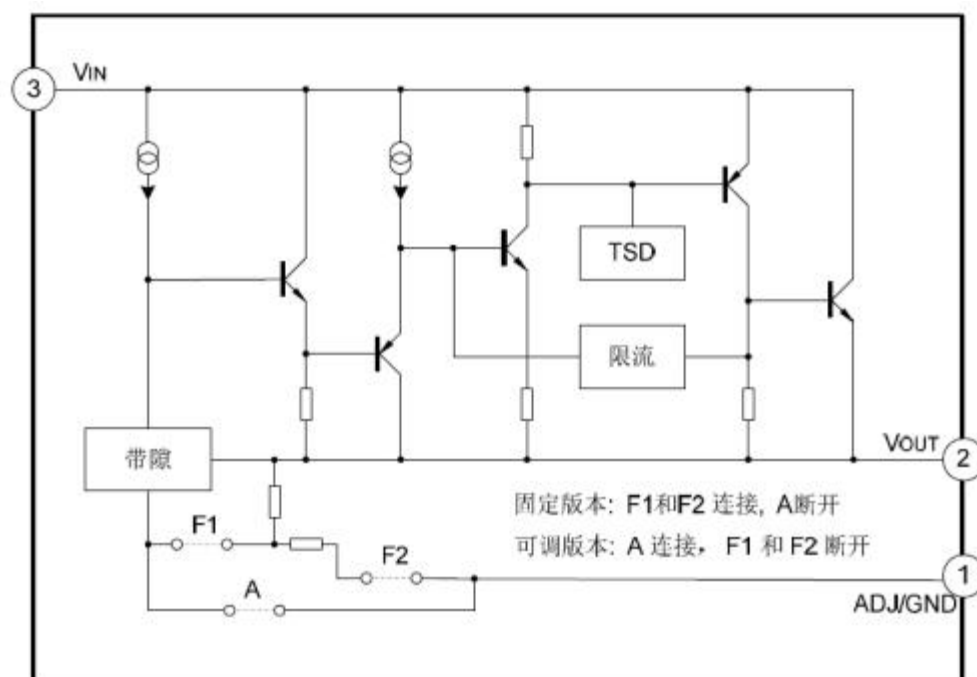 3
VIN
TSD
限流
带隙
VOUT
2
固定版本: F1和F2 连接, A断开
F1
可调版本: A 连接, F1 和 F2 断开
F2
1
A
ADJ/GND